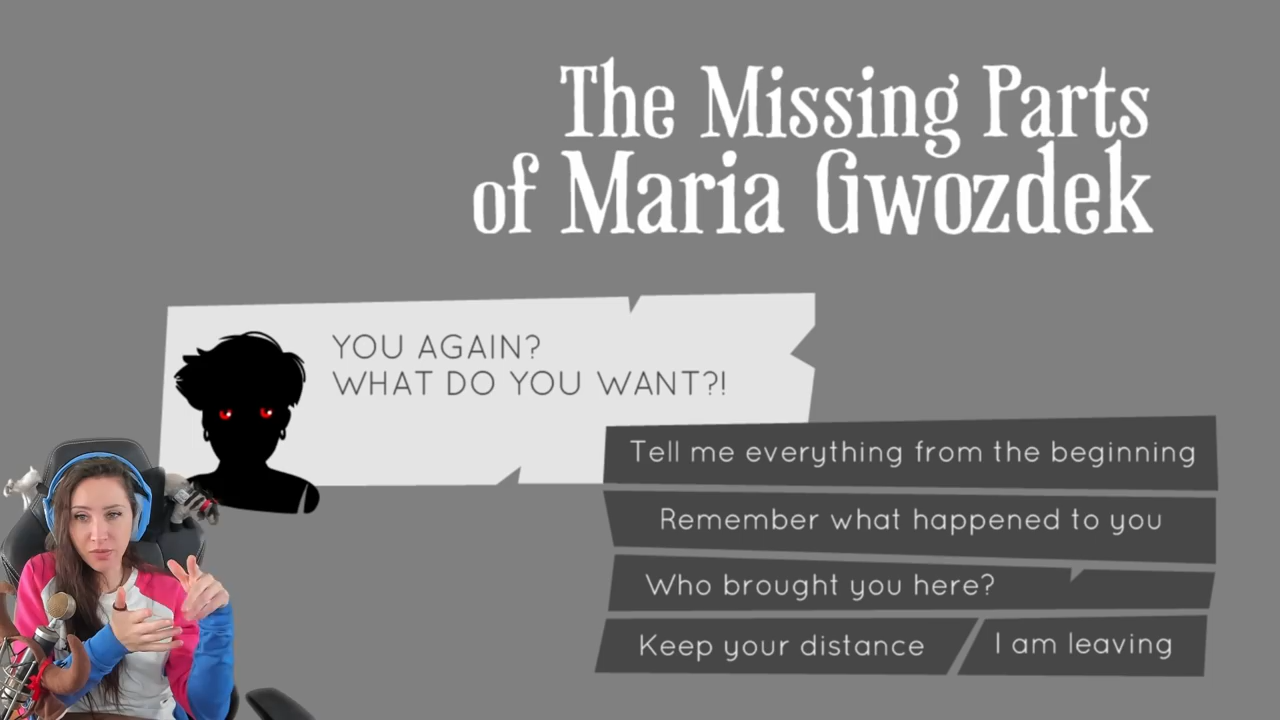 The Missing Parts
of Maria Gwozdek
YOU AGAIN?
WHAT DO YOU WANT?!
Tell me everything from the beginning
Remember what happened to you
Who brought you here?
Keep your distance
I am leaving